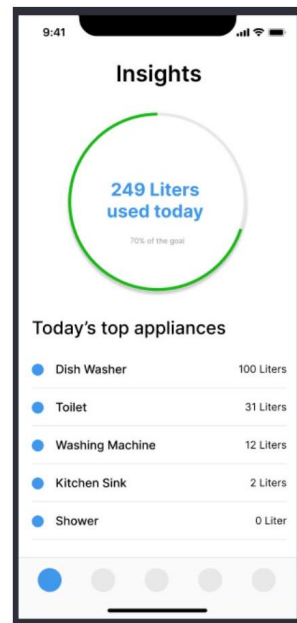 9:41
Insights
249 Liters
used today
70% of the goal
Today's top appliances
Dish Washer 100 Liters
Toilet 31 Liters
Washing Machine 12 Liters
Kitchen Sink 2 Liters
Shower 0 Liter